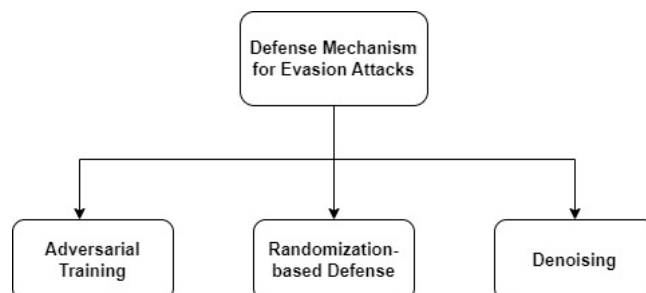 Defense Mechanism
for Evasion Attacks
Adversarial
Training
Randomization-
based Defense
Denoising